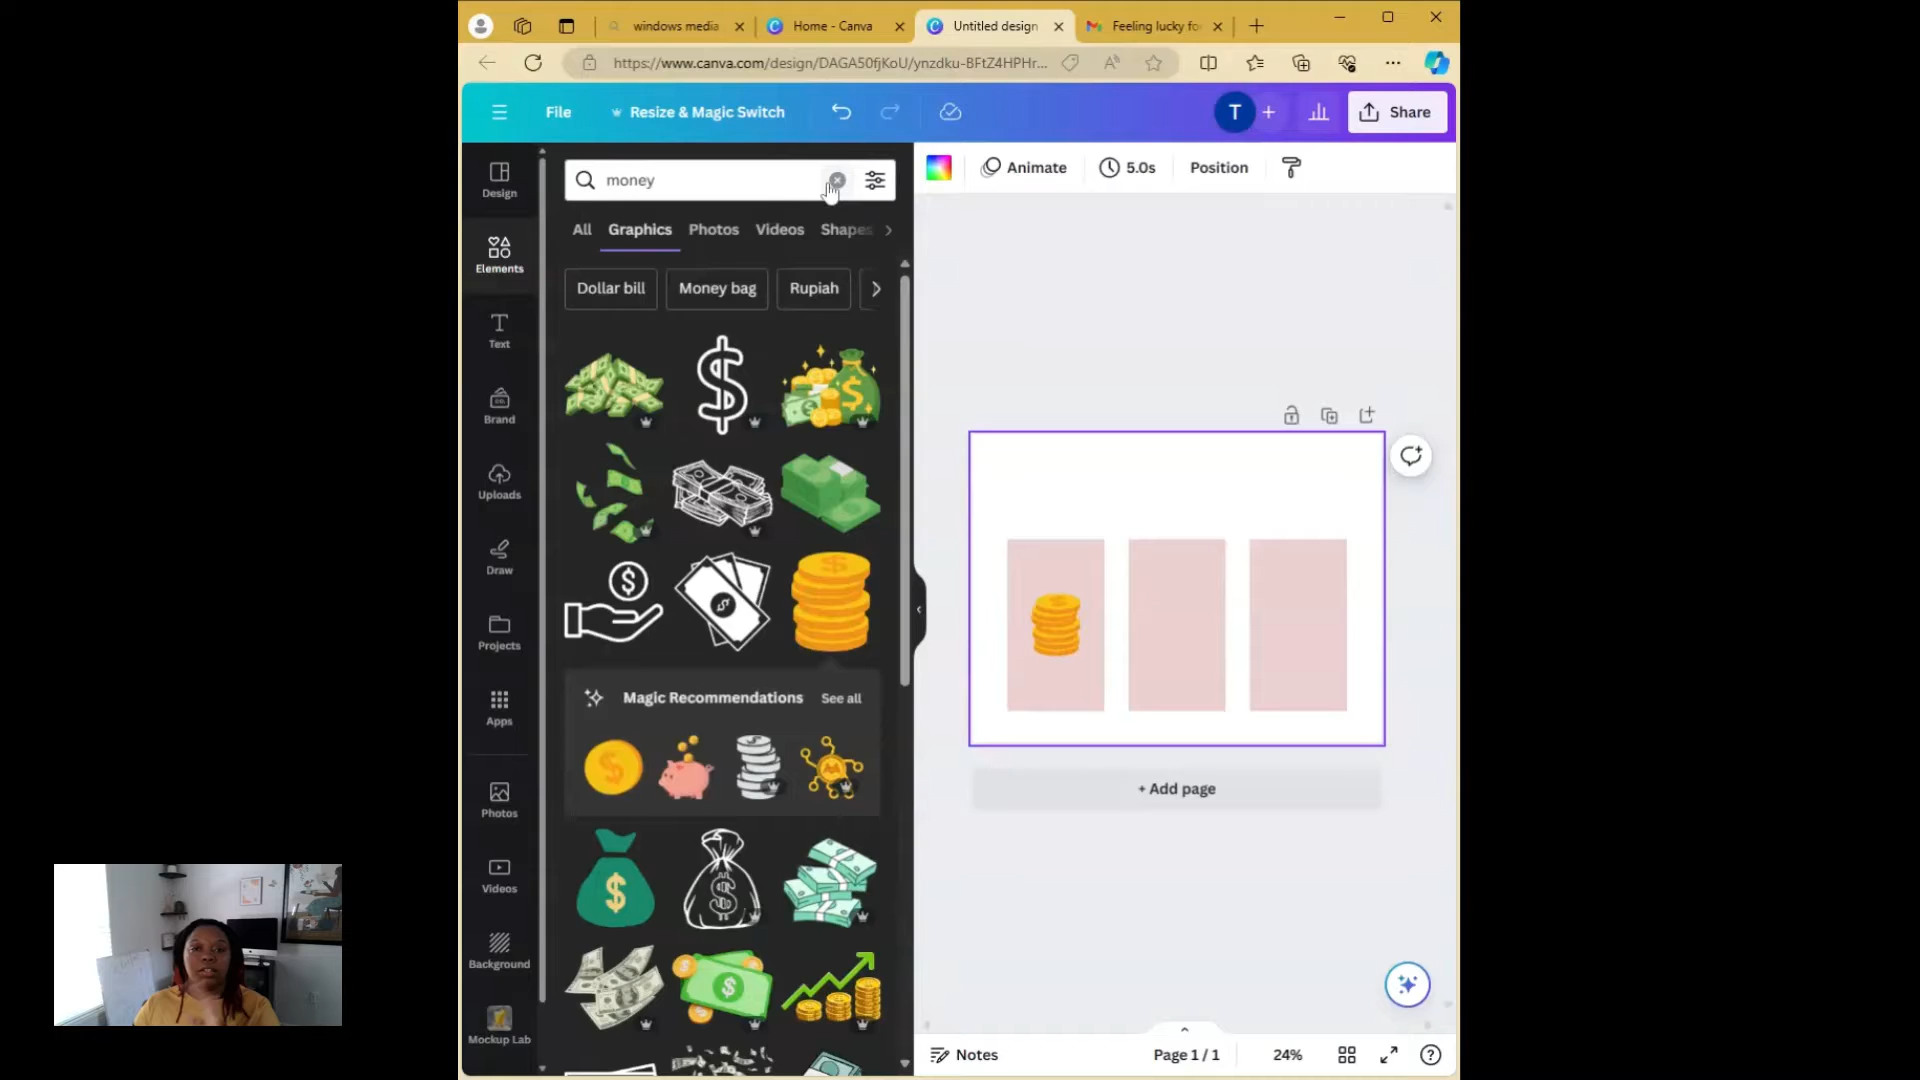 windows media
Home - Canva
Untitled design
Feeling lucky fo
https://www.canva.com/design/DAGA50fjKoU/ynzdku-BFtZ4HPHr...
File
Resize & Magic Switch
T
Share
Design
Elements
Text
Brand
Uploads
Draw
Projects
Apps
Photos
Videos
Background
Mockup Lab
money
All
Graphics
Photos
Videos
Shapes
Dollar bill
Money bag
Rupiah
Magic Recommendations
See all
Animate
5.0s
Position
+ Add page
Notes
Page 1 / 1
24%